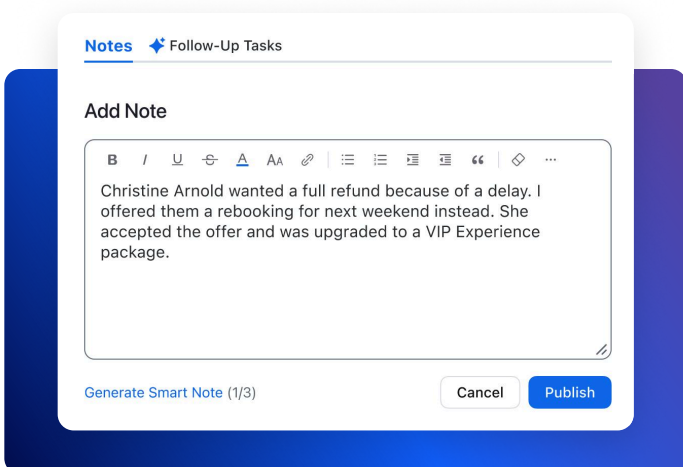 Notes Follow-Up Tasks
Add Note
B I U S A AA
Christine Arnold wanted a full refund because of a delay. I
offered them a rebooking for next weekend instead. She
accepted the offer and was upgraded to a VIP Experience
package.
Generate Smart Note (1/3) Cancel Publish